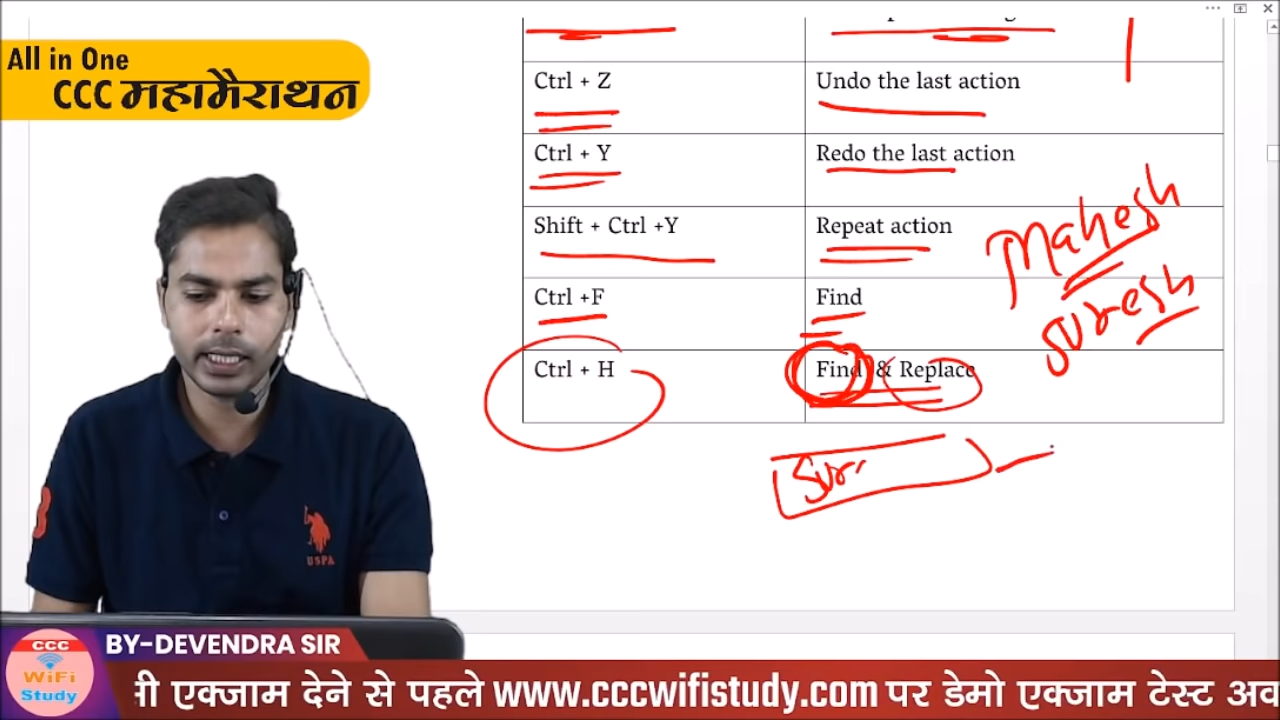 All in One
CCC महामैराथन
Ctrl + Z
Undo the last action
Ctrl + Y
Redo the last action
Shift + Ctrl +Y
Repeat action
Mahesh
Suresh
Ctrl +F
Find
Ctrl + H
Find & Replace
Sur
USPA
CCC
WiFi
Study
BY-DEVENDRA SIR
एक्जाम देने से पहले www.cccwifistudy.com पर डेमो एक्जाम टेस्ट अव